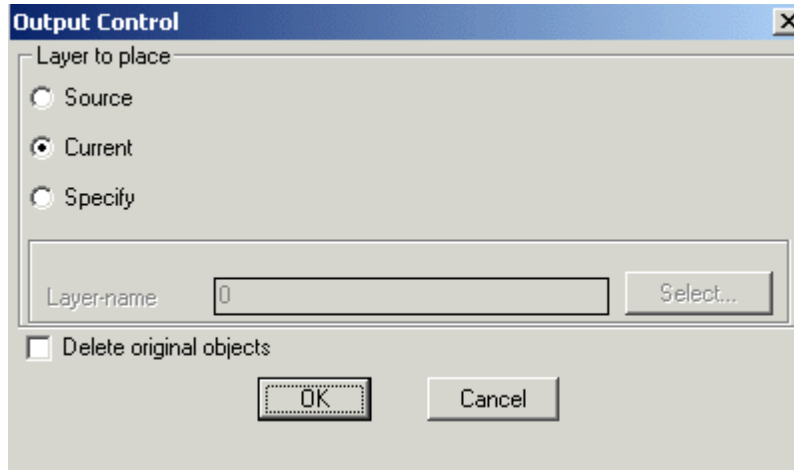 Output Control
Layer to place
Source
Current
Specify
Layer-name 0 Select...
Delete original objects
OK Cancel